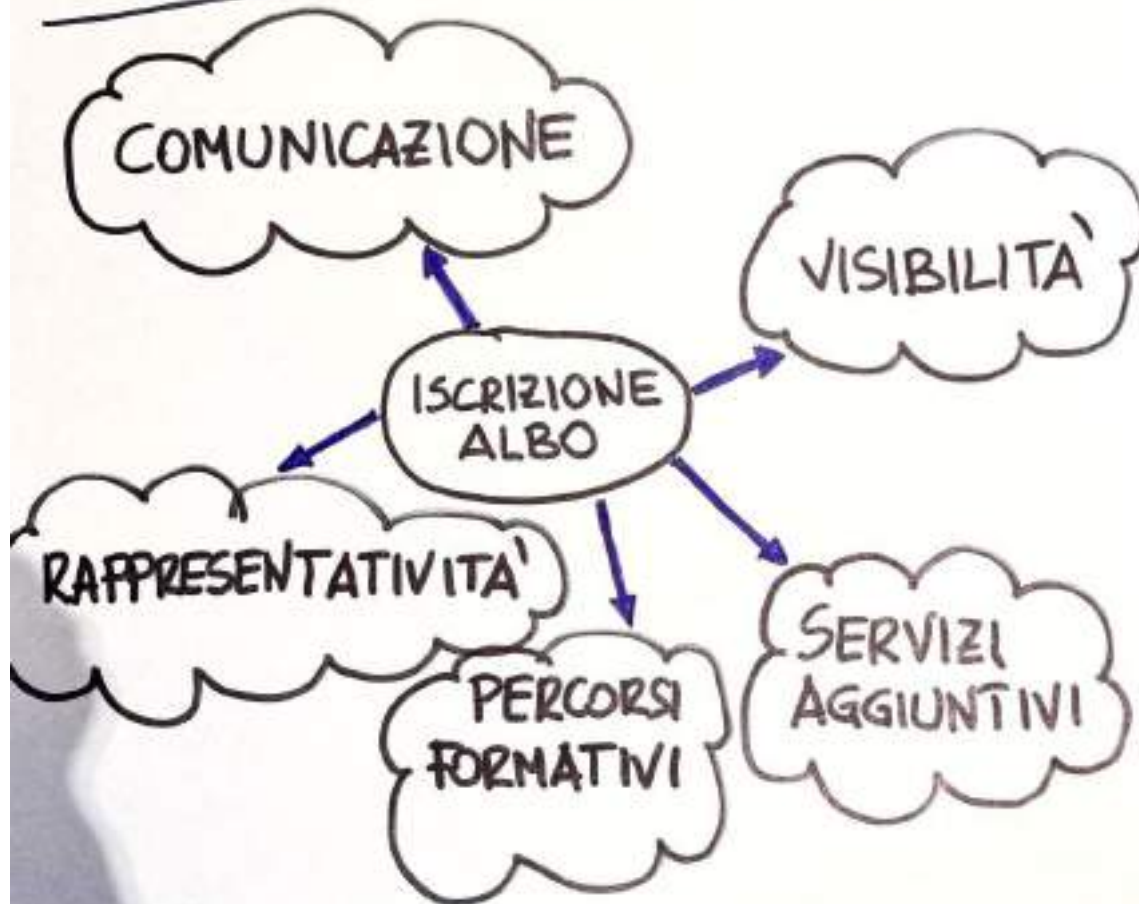 COMUNICAZIONE
VISIBILITA`
ISCRIZIONE
ALBO
RAPPRESENTATIVITA`
PERCORSI
FORMATIVI
SERVIZI
AGGIUNTIVI